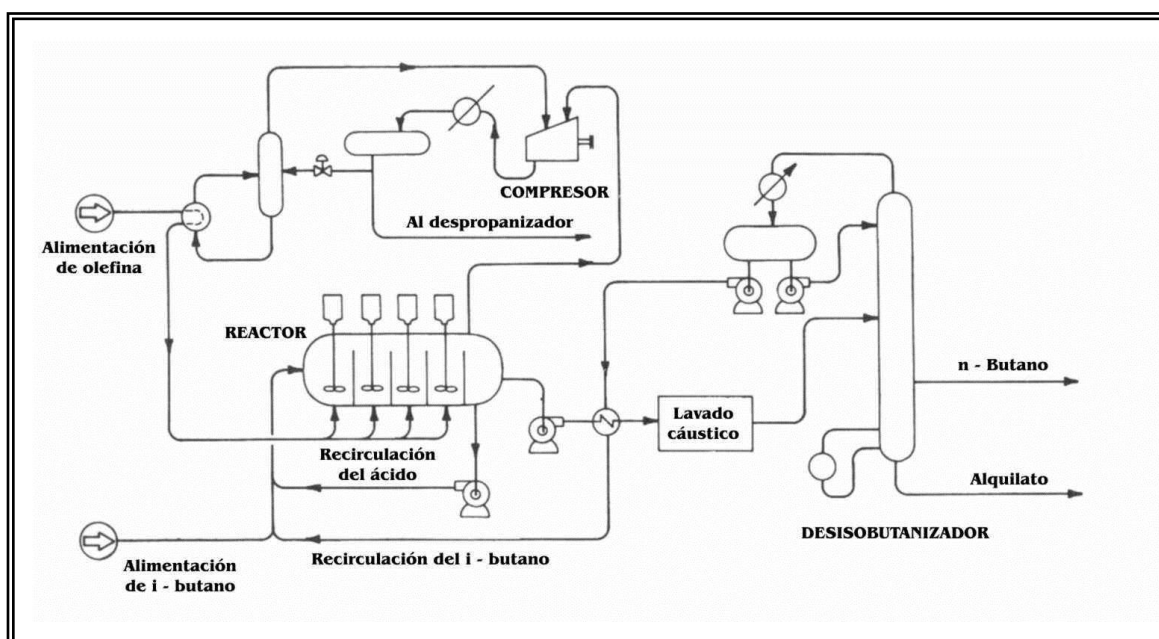 COMPRESOR
Al despropanizador
Alimentación
de olefina
REACTOR
n - Butano
Lavado
cáustico
Recirculación
del ácido
Alquilato
DESISOBUTANIZADOR
Recirculación del i - butano
Alimentación
de i - butano